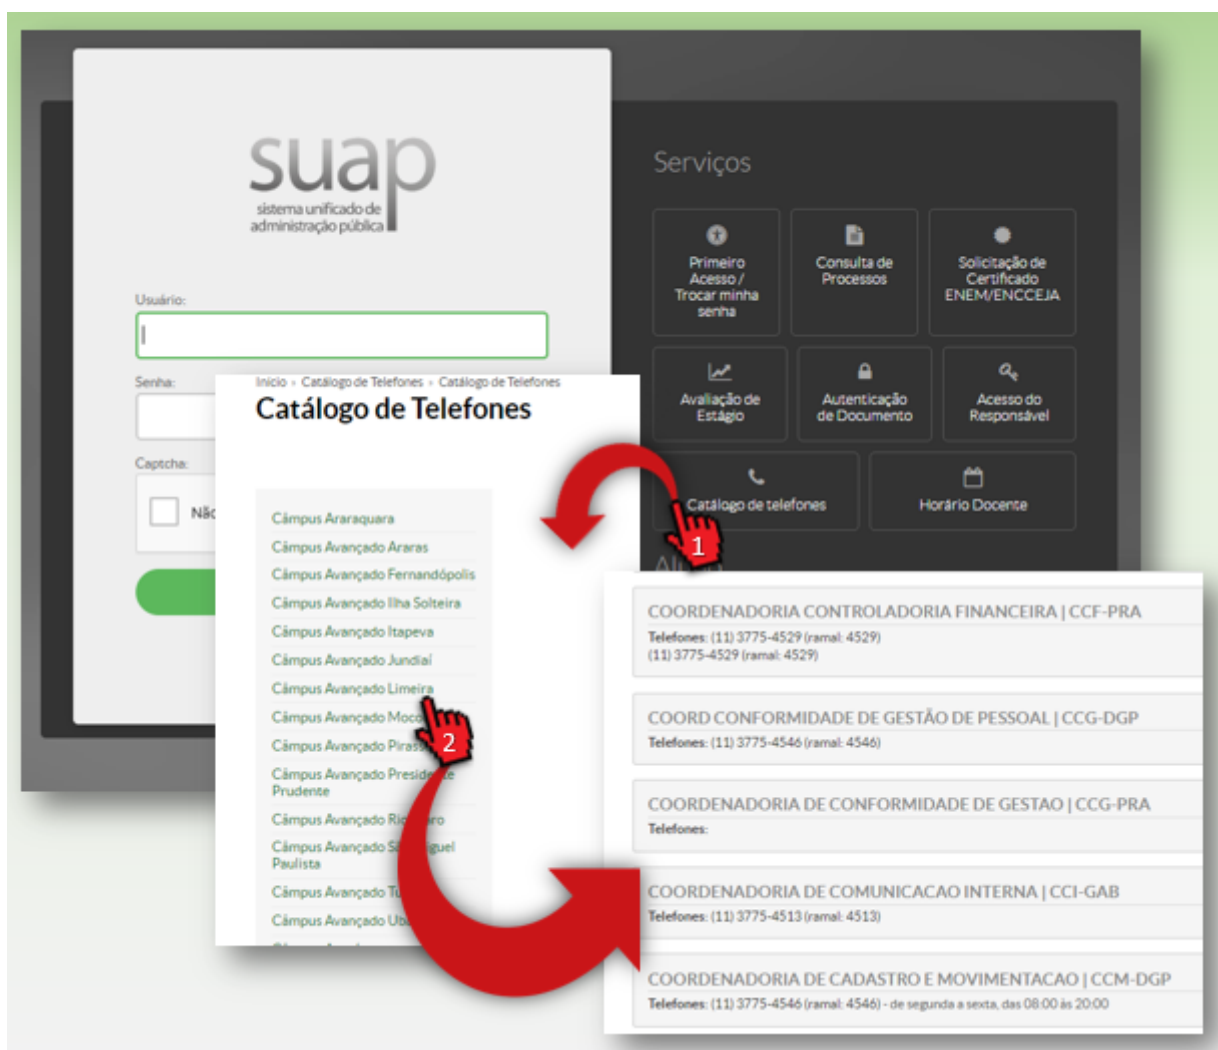 suap
sistema unificado de
administração pública
Usuário:
Senha:
Captcha:
Não
Serviços
Primeiro
Acesso /
Trocar minha
senha
Consulta de
Processos
Solicitação de
Certificado
ENEM/ENCCEJA
Avaliação de
Estágio
Autenticação
de Documento
Acesso do
Responsável
Catálogo de telefones
Horário Docente
Início » Catálogo de Telefones » Catálogo de Telefones
Catálogo de Telefones
Câmpus Araraquara
Câmpus Avançado Araras
Câmpus Avançado Fernandópolis
Câmpus Avançado Ilha Solteira
Câmpus Avançado Itapeva
Câmpus Avançado Jundiaí
Câmpus Avançado Limeira
Câmpus Avançado
Câmpus Avançado
Câmpus Avançado Presidente
Prudente
Câmpus Avançado
Câmpus Avançado São Miguel
Paulista
Câmpus Avançado
Câmpus Avançado
1
2
COORDENADORIA CONTROLADORIA FINANCEIRA | CCF-PRA
Telefones: (11) 3775-4529 (ramal: 4529)
(11) 3775-4529 (ramal: 4529)
COORD CONFORMIDADE DE GESTÃO DE PESSOAL | CCG-DGP
Telefones: (11) 3775-4546 (ramal: 4546)
COORDENADORIA DE CONFORMIDADE DE GESTAO | CCG-PRA
Telefones:
COORDENADORIA DE COMUNICACAO INTERNA | CCI-GAB
Telefones: (11) 3775-4513 (ramal: 4513)
COORDENADORIA DE CADASTRO E MOVIMENTACAO | CCM-DGP
Telefones: (11) 3775-4546 (ramal: 4546) - de segunda a sexta, das 08:00 às 20:00